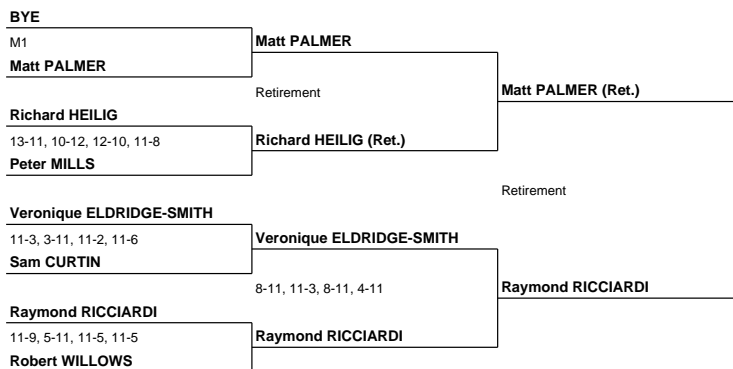 BYE
M1
Matt PALMER
Matt PALMER
Retirement
Matt PALMER (Ret.)
Richard HEILIG
13-11, 10-12, 12-10, 11-8
Richard HEILIG (Ret.)
Peter MILLS
Retirement
Veronique ELDRIDGE-SMITH
11-3, 3-11, 11-2, 11-6
Veronique ELDRIDGE-SMITH
Sam CURTIN
8-11, 11-3, 8-11, 4-11
Raymond RICCIARDI
Raymond RICCIARDI
11-9, 5-11, 11-5, 11-5
Raymond RICCIARDI
Robert WILLOWS